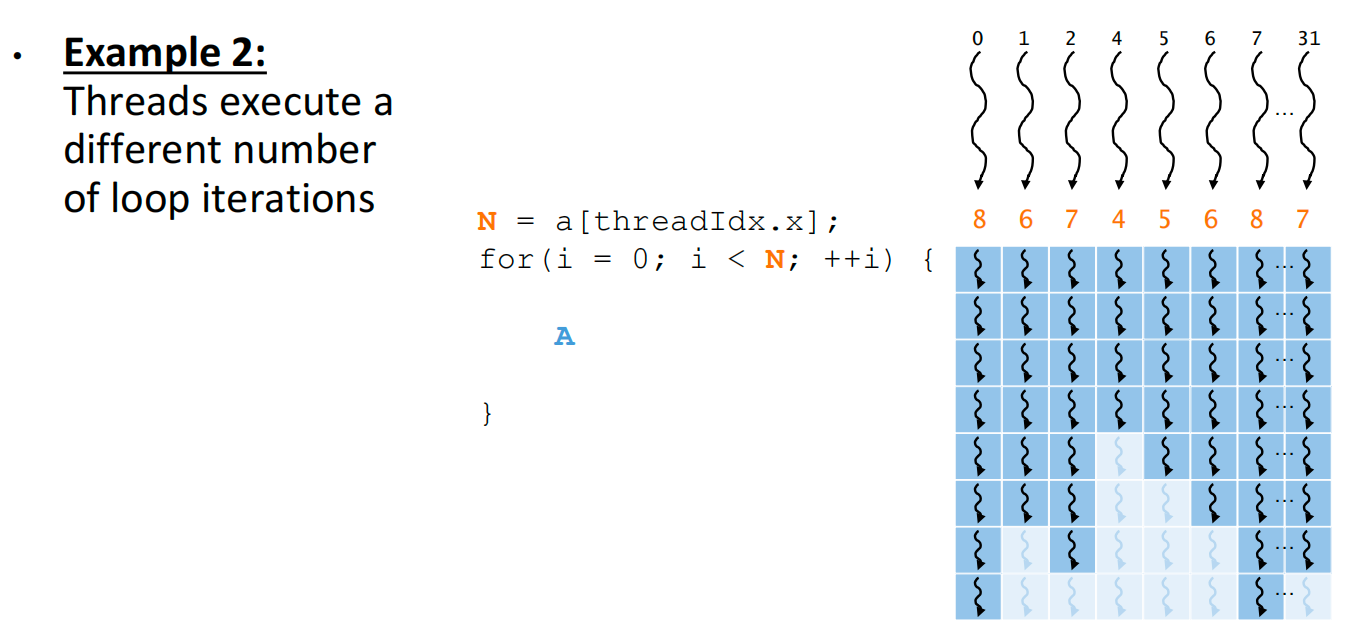 • Example 2:
Threads execute a
different number
of loop iterations
N = a[threadIdx.x];
for(i = 0; i < N; ++i) {
A
}
0 1 2 4 5 6 7 31
...
8 6 7 4 5 6 8 7
...
...
...
...
...
...
...
...